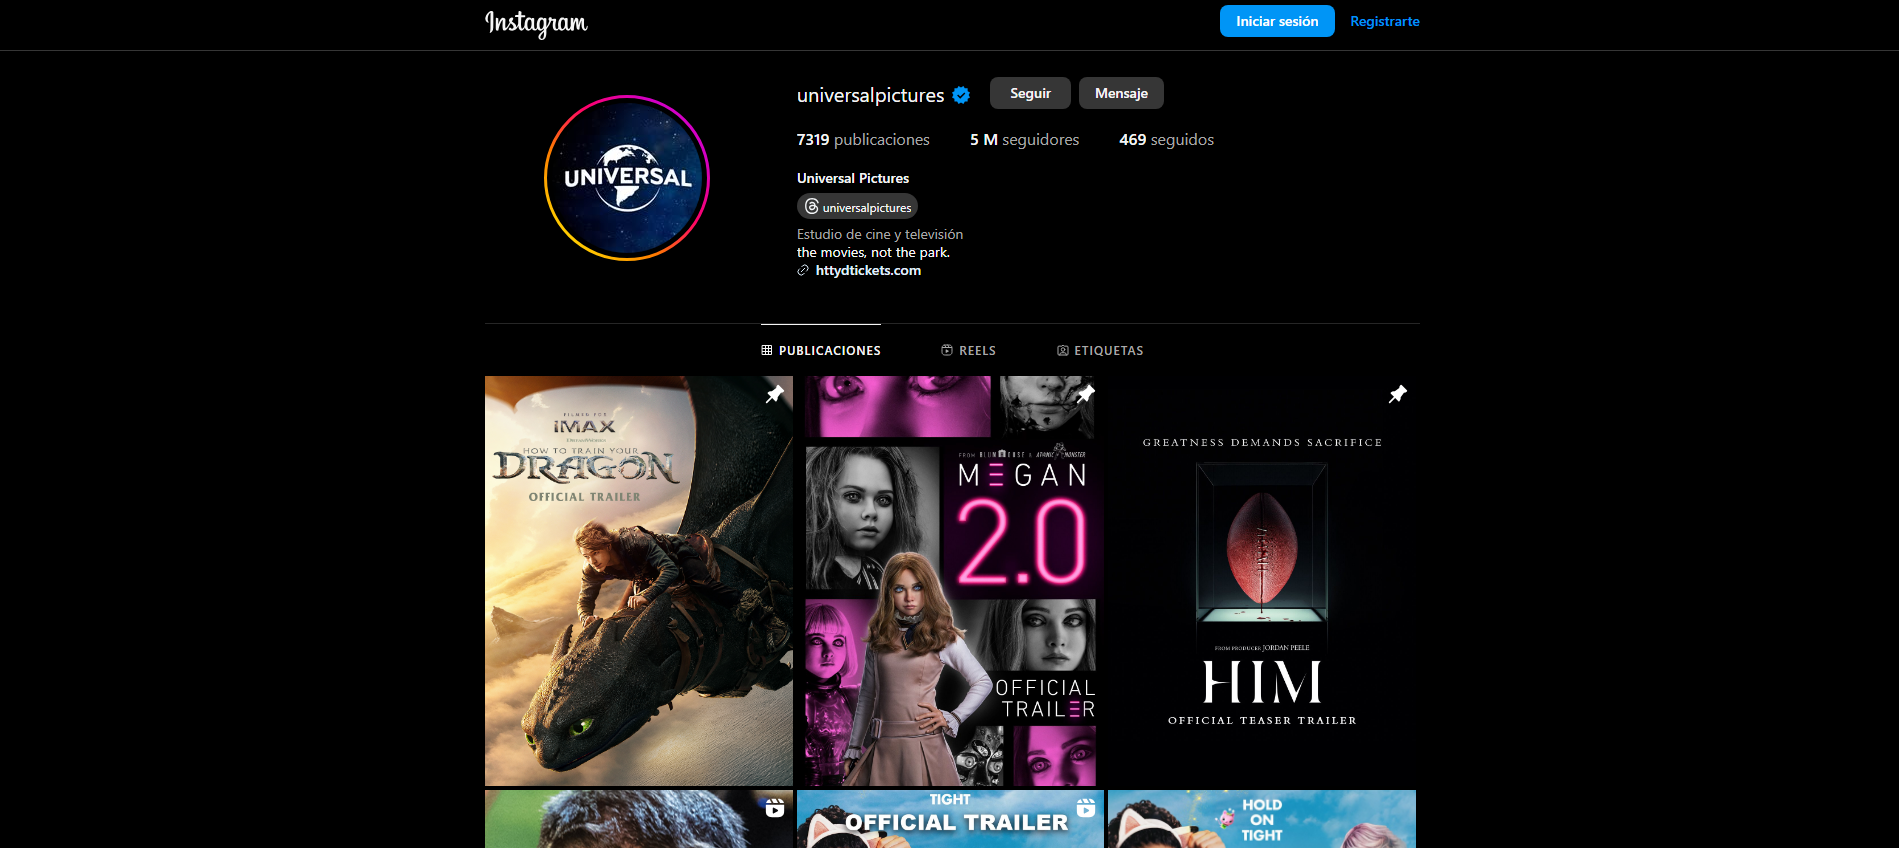 Instagram
Iniciar sesión
Registrarte
universalpictures
Seguir
Mensaje
7319 publicaciones
5 M seguidores
469 seguidos
Universal Pictures
universalpictures
Estudio de cine y televisión
the movies, not the park.
httydtickets.com
UNIVERSAL
PUBLICACIONES
REELS
ETIQUETAS
FILMED FOR
IMAX
HOW TO TRAIN YOUR
DRAGON
OFFICIAL TRAILER
FROM BLUMHOUSE & ATOMIC MONSTER
MEGAN
2.0
OFFICIAL
TRAILER
GREATNESS DEMANDS SACRIFICE
FROM PRODUCER JORDAN PEELE
HIM
OFFICIAL TEASER TRAILER
TIGHT
OFFICIAL TRAILER
HOLD
ON
TIGHT